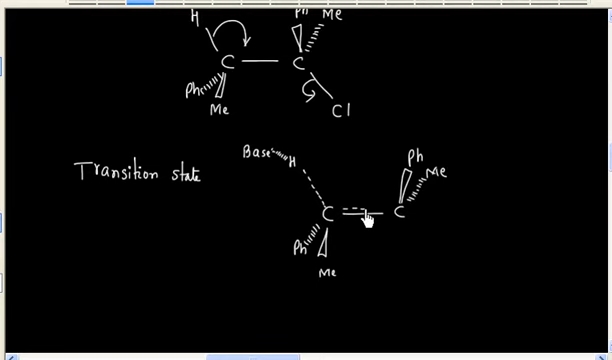 H Ph Me
C C
Ph
Me Cl
Base H Ph
Transition state Me
C C
Ph
Me